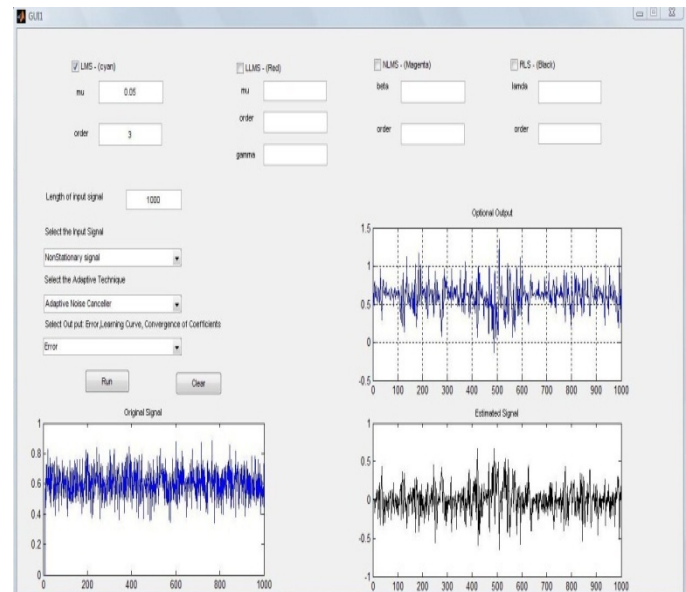 GUI1
LMS - (cyan)
LLMS - (Red)
NLMS - (Magenta)
RLS - (Black)
mu 0.05
mu
beta
lamda
order 3
order
order
order
gamma
Length of input signal 1000
Select the Input Signal
NonStationary signal
Select the Adaptive Technique
Adaptive Noise Canceller
Select Out put: Error,Learning Curve, Convergence of Coefficients
Error
Run Clear
Optional Output
1.5
1
0.5
0
-0.5
0 100 200 300 400 500 600 700 800 900 1000
Original Signal
1
0.8
0.6
0.4
0.2
0
0 200 400 600 800 1000
Estimated Signal
1
0.5
0
-0.5
-1
0 100 200 300 400 500 600 700 800 900 1000